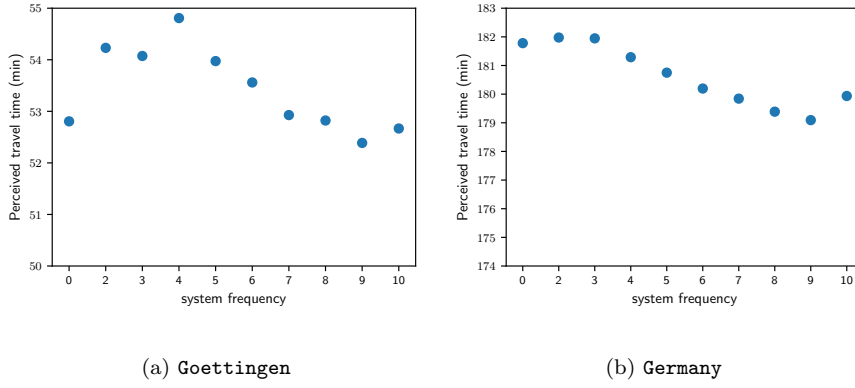 55
54
53
52
51
50
Perceived travel time (min)
0 2 3 4 5 6 7 8 9 10
system frequency
(a) Goettingen
183
182
181
180
179
178
177
176
175
174
Perceived travel time (min)
0 2 3 4 5 6 7 8 9 10
system frequency
(b) Germany